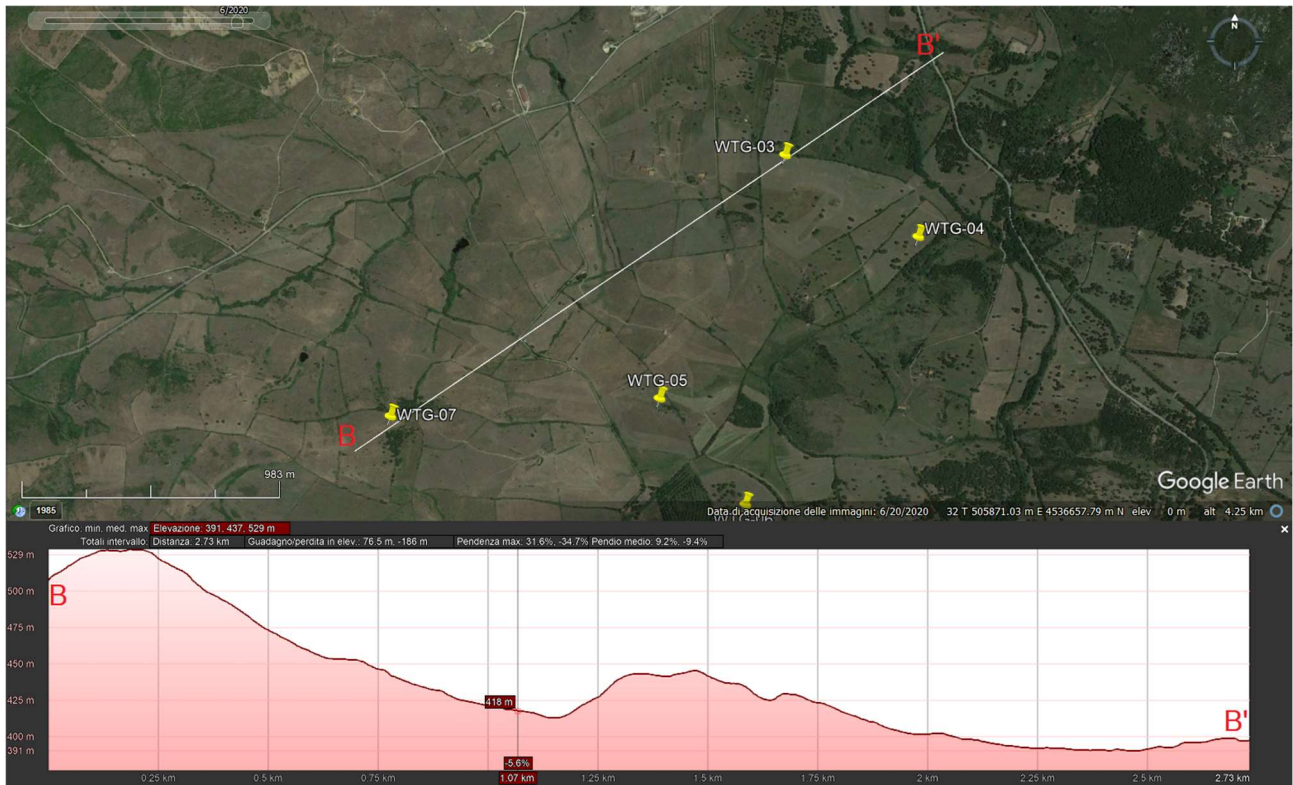 6/2020
N
B'
WTG-03
WTG-04
WTG-05
WTG-07
B
983 m
Google Earth
1985
Data di acquisizione delle immagini: 6/20/2020 32 T 505871.03 m E 4536657.79 m N elev 0 m alt 4.25 km
Grafico: min. med. max Elevazione: 391, 437, 529 m
Totali intervallo: Distanza: 2.73 km Guadagno/perdita in elev.: 76.5 m, -186 m Pendenza max: 31.6%, -34.7% Pendio medio: 9.2%, -9.4%
529 m
500 m
475 m
450 m
425 m
400 m
391 m
B
418 m
B'
-5.6%
0.25 km 0.5 km 0.75 km 1.07 km 1.25 km 1.5 km 1.75 km 2 km 2.25 km 2.5 km 2.73 km